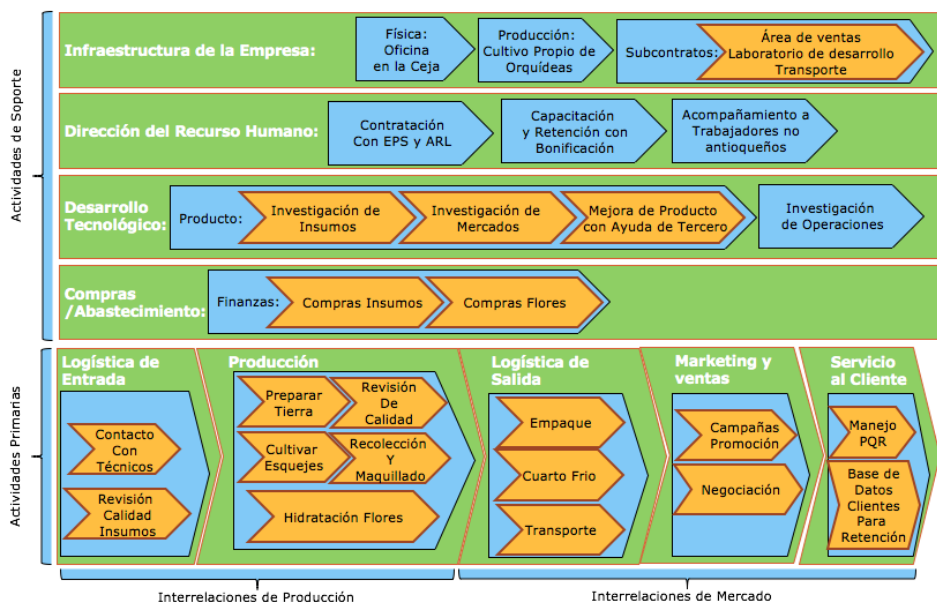 Actividades de Soporte
Infraestructura de la Empresa:
Física:
Oficina
en la Ceja
Producción:
Cultivo Propio de
Orquídeas
Subcontratos:
Área de ventas
Laboratorio de desarrollo
Transporte
Dirección del Recurso Humano:
Contratación
Con EPS y ARL
Capacitación
y Retención con
Bonificación
Acompañamiento a
Trabajadores no
antioqueños
Desarrollo
Tecnológico:
Producto:
Investigación de
Insumos
Investigación de
Mercados
Mejora de Producto
con Ayuda de Tercero
Investigación
de Operaciones
Compras
/Abastecimiento:
Finanzas:
Compras Insumos
Compras Flores
Actividades Primarias
Logística de
Entrada
Contacto
Con
Técnicos
Revisión
Calidad
Insumos
Producción
Preparar
Tierra
Revisión
De
Calidad
Cultivar
Esquejes
Recolección
Y
Maquillado
Hidratación Flores
Logística de
Salida
Empaque
Cuarto Frio
Transporte
Marketing y
ventas
Campañas
Promoción
Negociación
Servicio
al Cliente
Manejo
PQR
Base de
Datos
Clientes
Para
Retención
Interrelaciones de Producción
Interrelaciones de Mercado